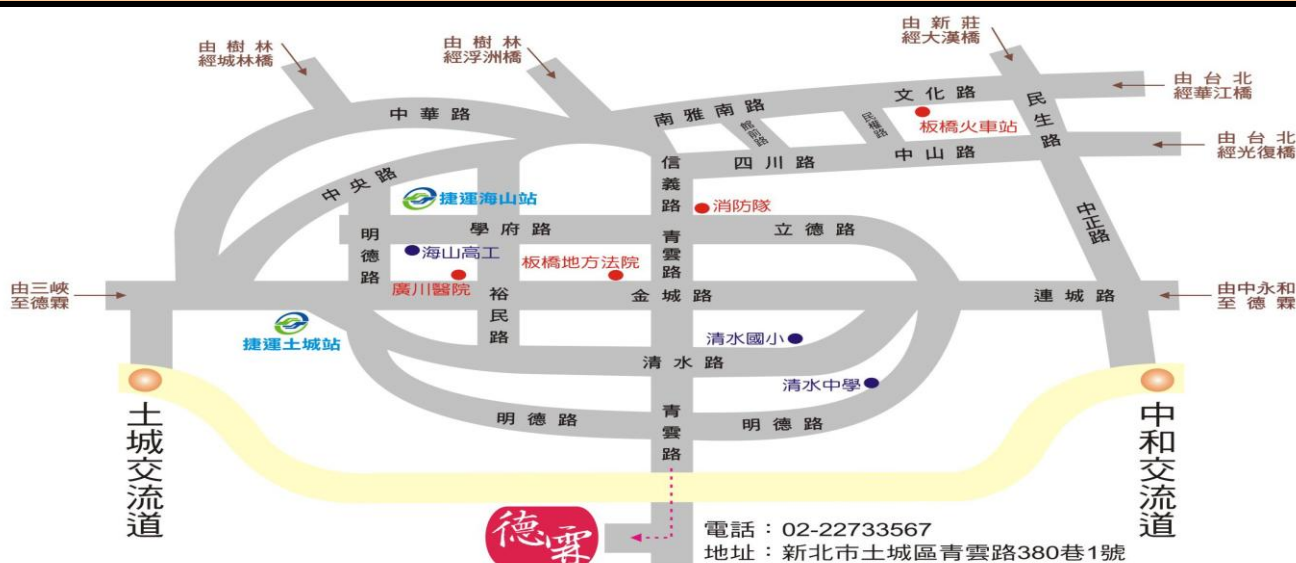 由樹林
經城林橋
由樹林
經浮洲橋
由新莊
經大漢橋
由台北
經華江橋
由台北
經光復橋
中華路
南雅南路
文化路
民生路
館前路
民權路
板橋火車站
四川路
中山路
中央路
捷運海山站
信義路
消防隊
中正路
明德路
學府路
青雲路
立德路
海山高工
板橋地方法院
廣川醫院
由三峽
至德霖
裕民路
金城路
連城路
由中永和
至德霖
捷運土城站
清水國小
清水路
清水中學
明德路
青雲路
明德路
土城交流道
中和交流道
德霖
電話：02-22733567
地址：新北市土城區青雲路380巷1號